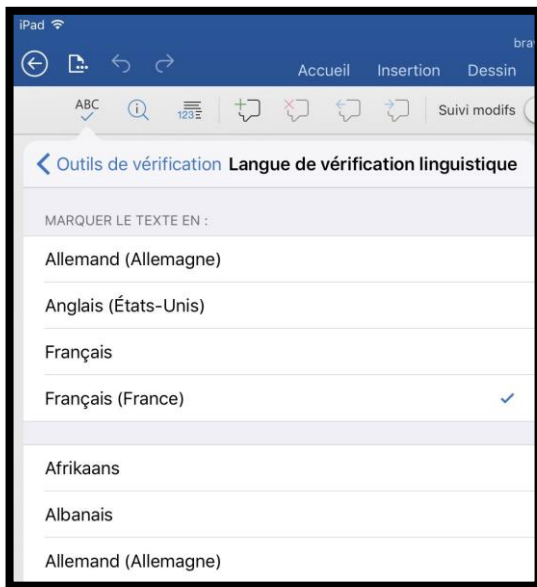 iPad
bra
Accueil Insertion Dessin
ABC 123 Suivi modifs
Outils de vérification Langue de vérification linguistique
MARQUER LE TEXTE EN :
Allemand (Allemagne)
Anglais (États-Unis)
Français
Français (France)
Afrikaans
Albanais
Allemand (Allemagne)